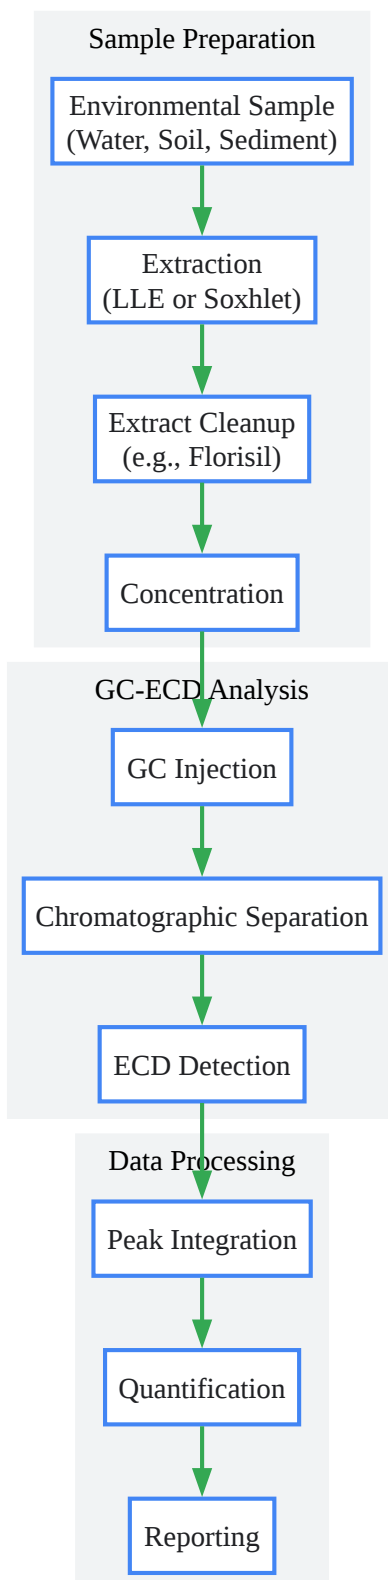 Sample Preparation
Environmental Sample
(Water, Soil, Sediment)
Extraction
(LLE or Soxhlet)
Extract Cleanup
(e.g., Florisil)
Concentration
GC-ECD Analysis
GC Injection
Chromatographic Separation
ECD Detection
Data Processing
Peak Integration
Quantification
Reporting